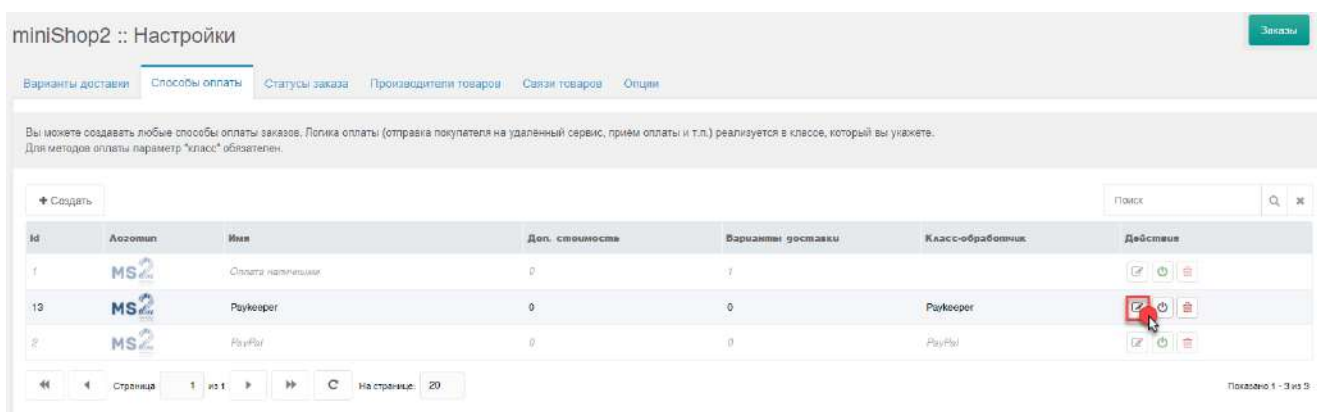 miniShop2 :: Настройки
Заказы
Варианты доставки Способы оплаты Статусы заказа Производители товаров Связи товаров Опции
Вы можете создавать любые способы оплаты заказов. Логика оплаты (отправка покупателя на удалённый сервис, приём оплаты и т.п.) реализуется в классе, который вы укажете.
Для методов оплаты параметр "класс" обязателен.
Создать Поиск
Id Логотип Имя Доп. стоимость Варианты доставки Класс-обработчик Действия
1 MS2 Оплата наличными 0 1
13 MS2 Paykeeper 0 0 Paykeeper
2 MS2 PayPal 0 0 PayPal
Страница 1 из 1 На странице: 20 Показано 1 - 3 из 3